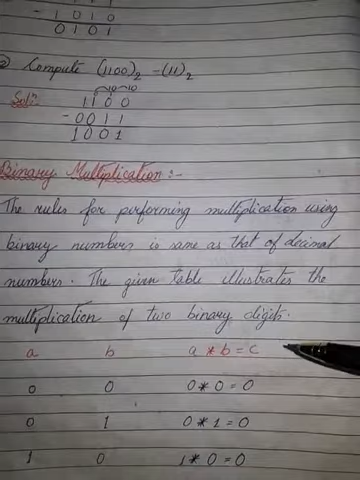 - 1 0 1 0
0 1 0 1
Compute (1100)₂ - (11)₂
Sol:
1 1 0 0
- 0 0 1 1
1 0 0 1
Binary Multiplication :-
The rules for performing multiplication using
binary numbers is same as that of decimal
numbers. The given table illustrates the
multiplication of two binary digits.
a b a * b = c
0 0 0 * 0 = 0
0 1 0 * 1 = 0
1 0 1 * 0 = 0